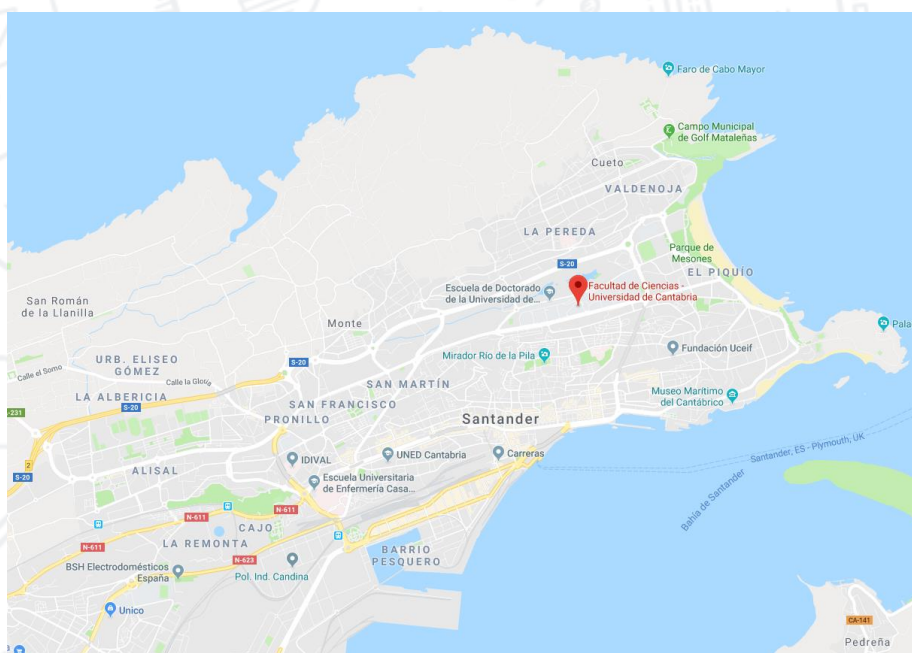 Faro de Cabo Mayor
Campo Municipal
de Golf Mataleñas
Cueto
VALDENOJA
LA PEREDA
Parque de
Mesones
S-20
EL PIQUÍO
Escuela de Doctorado
de la Universidad de...
Facultad de Ciencias -
Universidad de Cantabria
San Román
de la Llanilla
Monte
Pala
Fundación Uceif
Mirador Río de la Pila
URB. ELISEO
GÓMEZ
S-20
Calle el Somo
Calle la Gloria
SAN MARTÍN
Museo Marítimo
del Cantábrico
LA ALBERICIA
S-20
SAN FRANCISCO
-231
PRONILLO
Santander
Santander, ES - Plymouth, UK
UNED Cantabria
Carreras
IDIVAL
2
S-20
ALISAL
Escuela Universitaria
de Enfermería Casa...
Bahía de Santander
N-611
N-611
CAJO
LA REMONTA
N-611
BARRIO
PESQUERO
N-623
BSH Electrodomésticos
España
Pol. Ind. Candina
Unico
CA-141
Pedreña